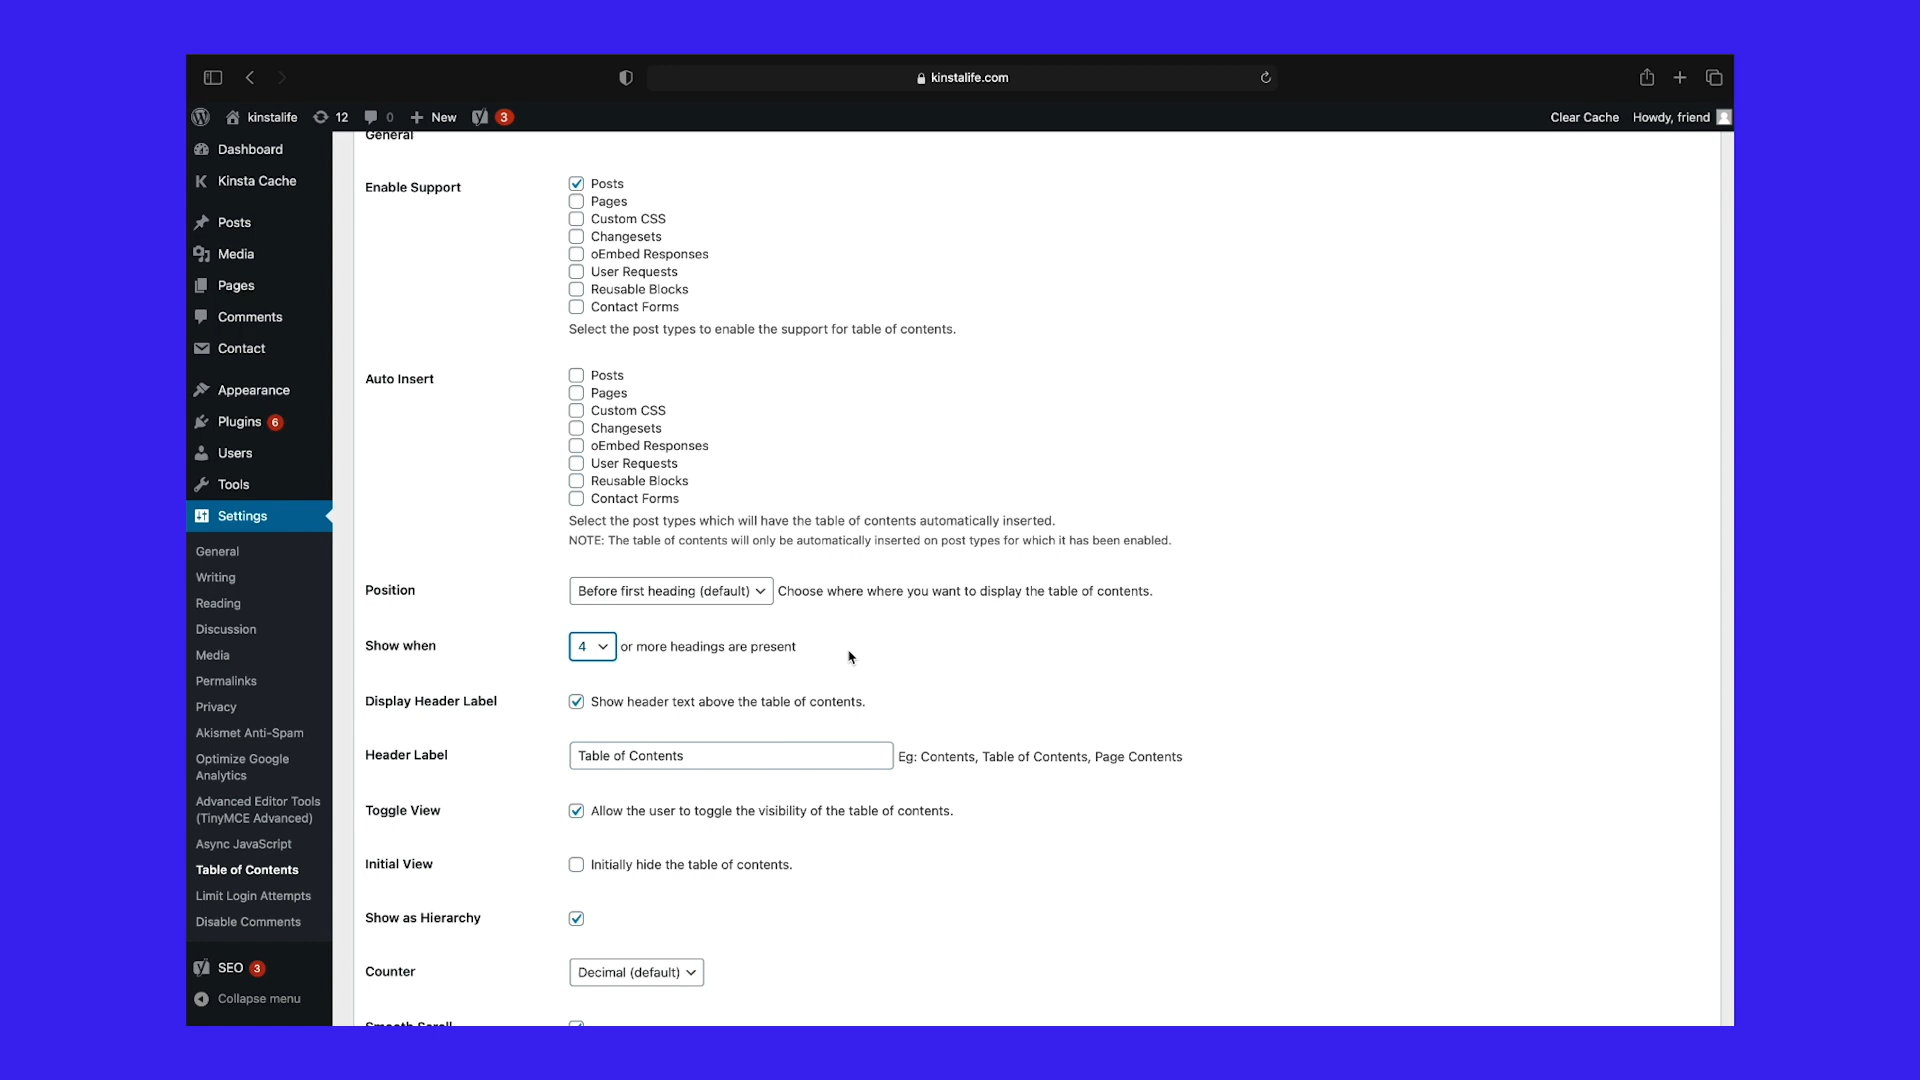 kinstalife.com
kinstalife 12 0 New 3 Clear Cache Howdy, friend
Dashboard
Kinsta Cache
Posts
Media
Pages
Comments
Contact
Appearance
Plugins 6
Users
Tools
Settings
General
Writing
Reading
Discussion
Media
Permalinks
Privacy
Akismet Anti-Spam
Optimize Google
Analytics
Advanced Editor Tools
(TinyMCE Advanced)
Async JavaScript
Table of Contents
Limit Login Attempts
Disable Comments
SEO 3
Collapse menu
General
Enable Support
Posts
Pages
Custom CSS
Changesets
oEmbed Responses
User Requests
Reusable Blocks
Contact Forms
Select the post types to enable the support for table of contents.
Auto Insert
Posts
Pages
Custom CSS
Changesets
oEmbed Responses
User Requests
Reusable Blocks
Contact Forms
Select the post types which will have the table of contents automatically inserted.
NOTE: The table of contents will only be automatically inserted on post types for which it has been enabled.
Position Before first heading (default) Choose where where you want to display the table of contents.
Show when 4 or more headings are present
Display Header Label Show header text above the table of contents.
Header Label Table of Contents Eg: Contents, Table of Contents, Page Contents
Toggle View Allow the user to toggle the visibility of the table of contents.
Initial View Initially hide the table of contents.
Show as Hierarchy
Counter Decimal (default)
Smooth Scroll